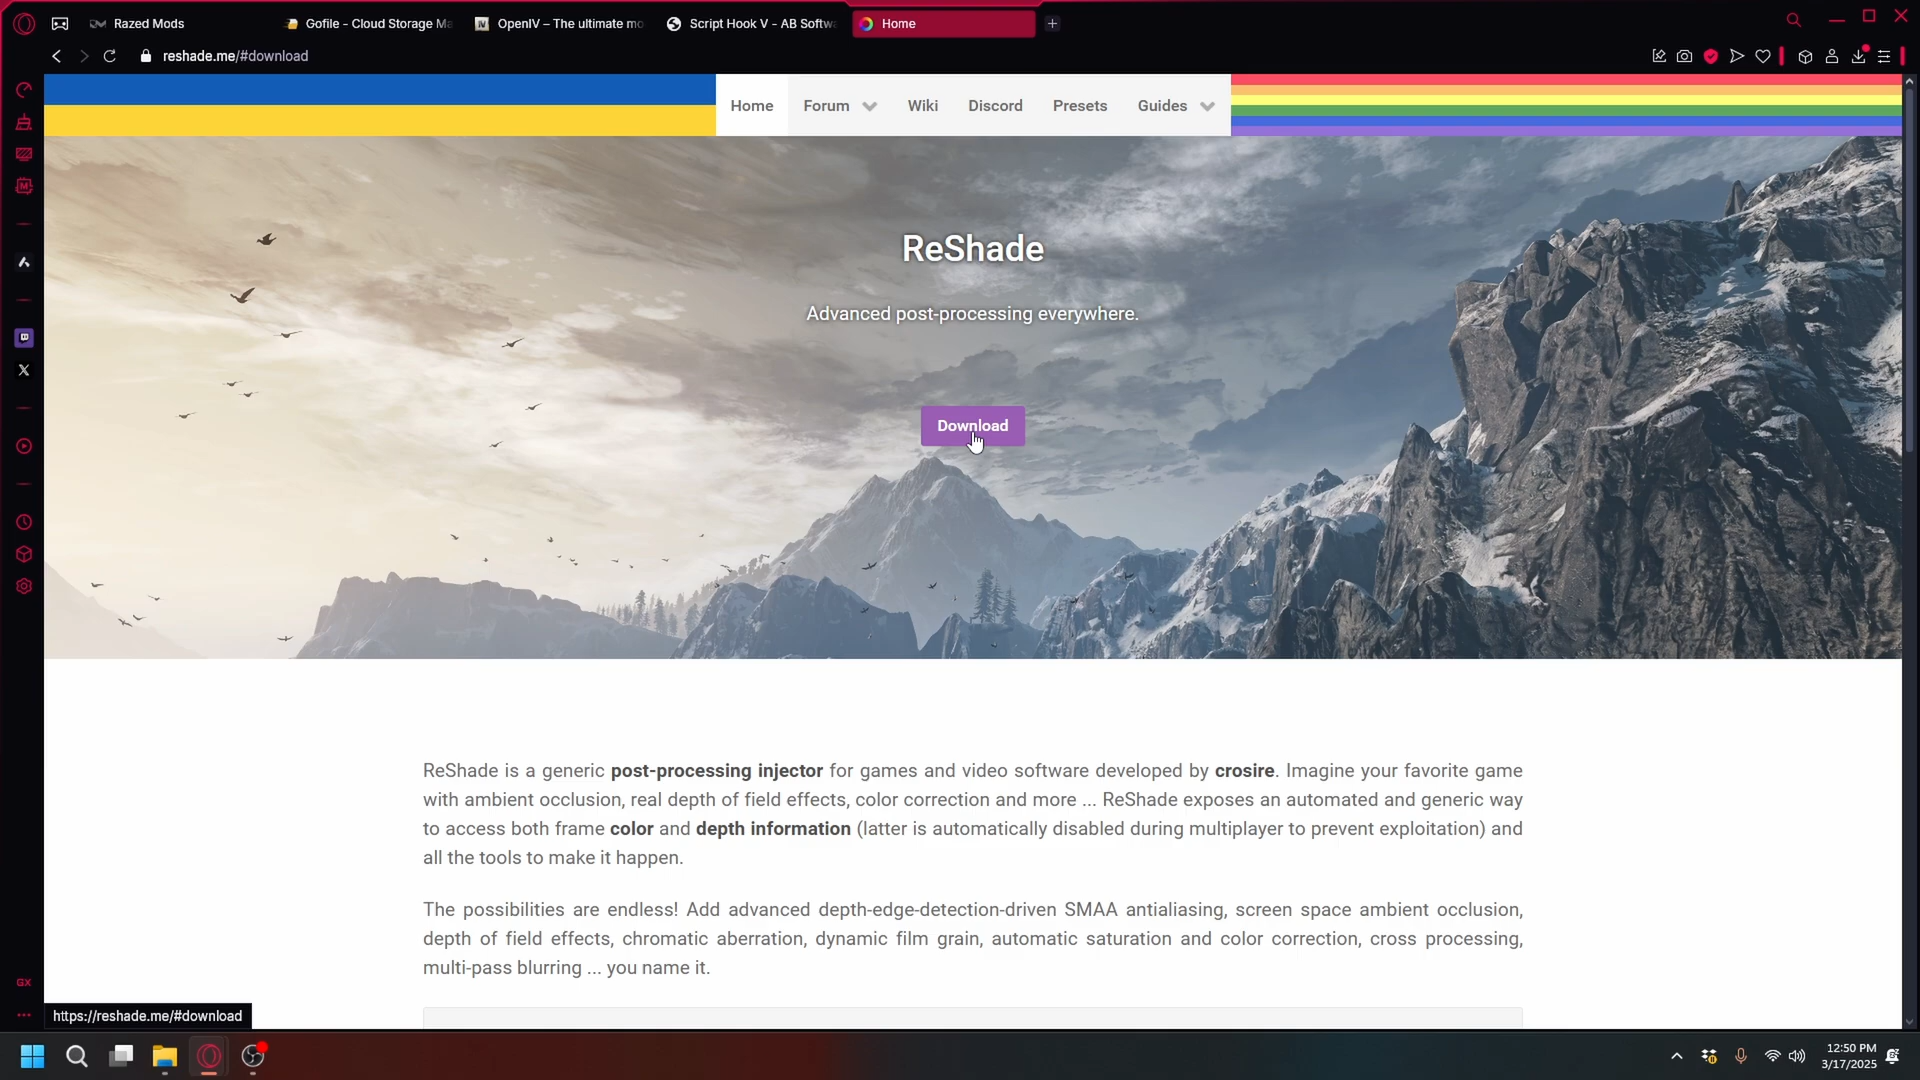 Razed Mods
Gofile - Cloud Storage Ma
OpenIV – The ultimate mo
Script Hook V - AB Softwa
Home
reshade.me/#download
Home
Forum
Wiki
Discord
Presets
Guides
ReShade
Advanced post-processing everywhere.
Download
ReShade is a generic post-processing injector for games and video software developed by crosire. Imagine your favorite game
with ambient occlusion, real depth of field effects, color correction and more ... ReShade exposes an automated and generic way
to access both frame color and depth information (latter is automatically disabled during multiplayer to prevent exploitation) and
all the tools to make it happen.
The possibilities are endless! Add advanced depth-edge-detection-driven SMAA antialiasing, screen space ambient occlusion,
depth of field effects, chromatic aberration, dynamic film grain, automatic saturation and color correction, cross processing,
multi-pass blurring ... you name it.
GX
https://reshade.me/#download
12:50 PM
3/17/2025